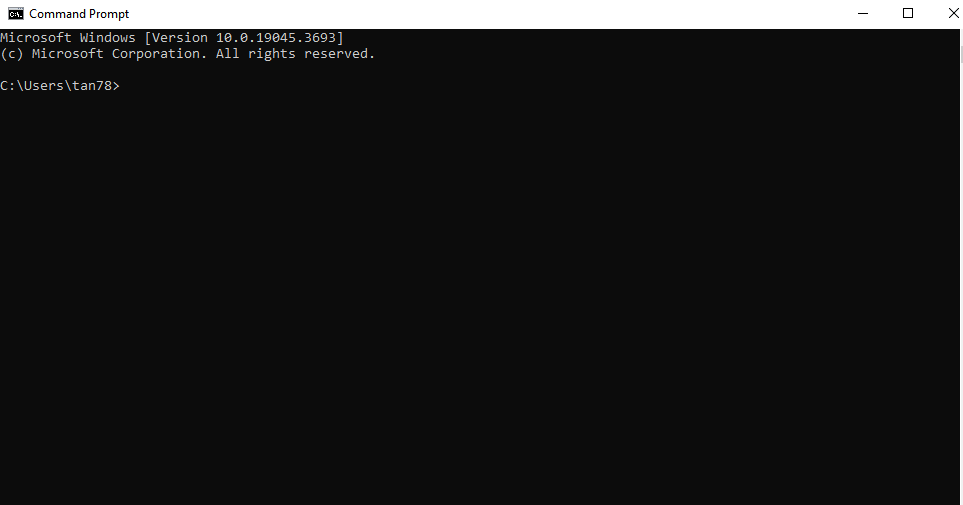 Command Prompt
Microsoft Windows [Version 10.0.19045.3693]
(c) Microsoft Corporation. All rights reserved.
C:\Users\tan78>